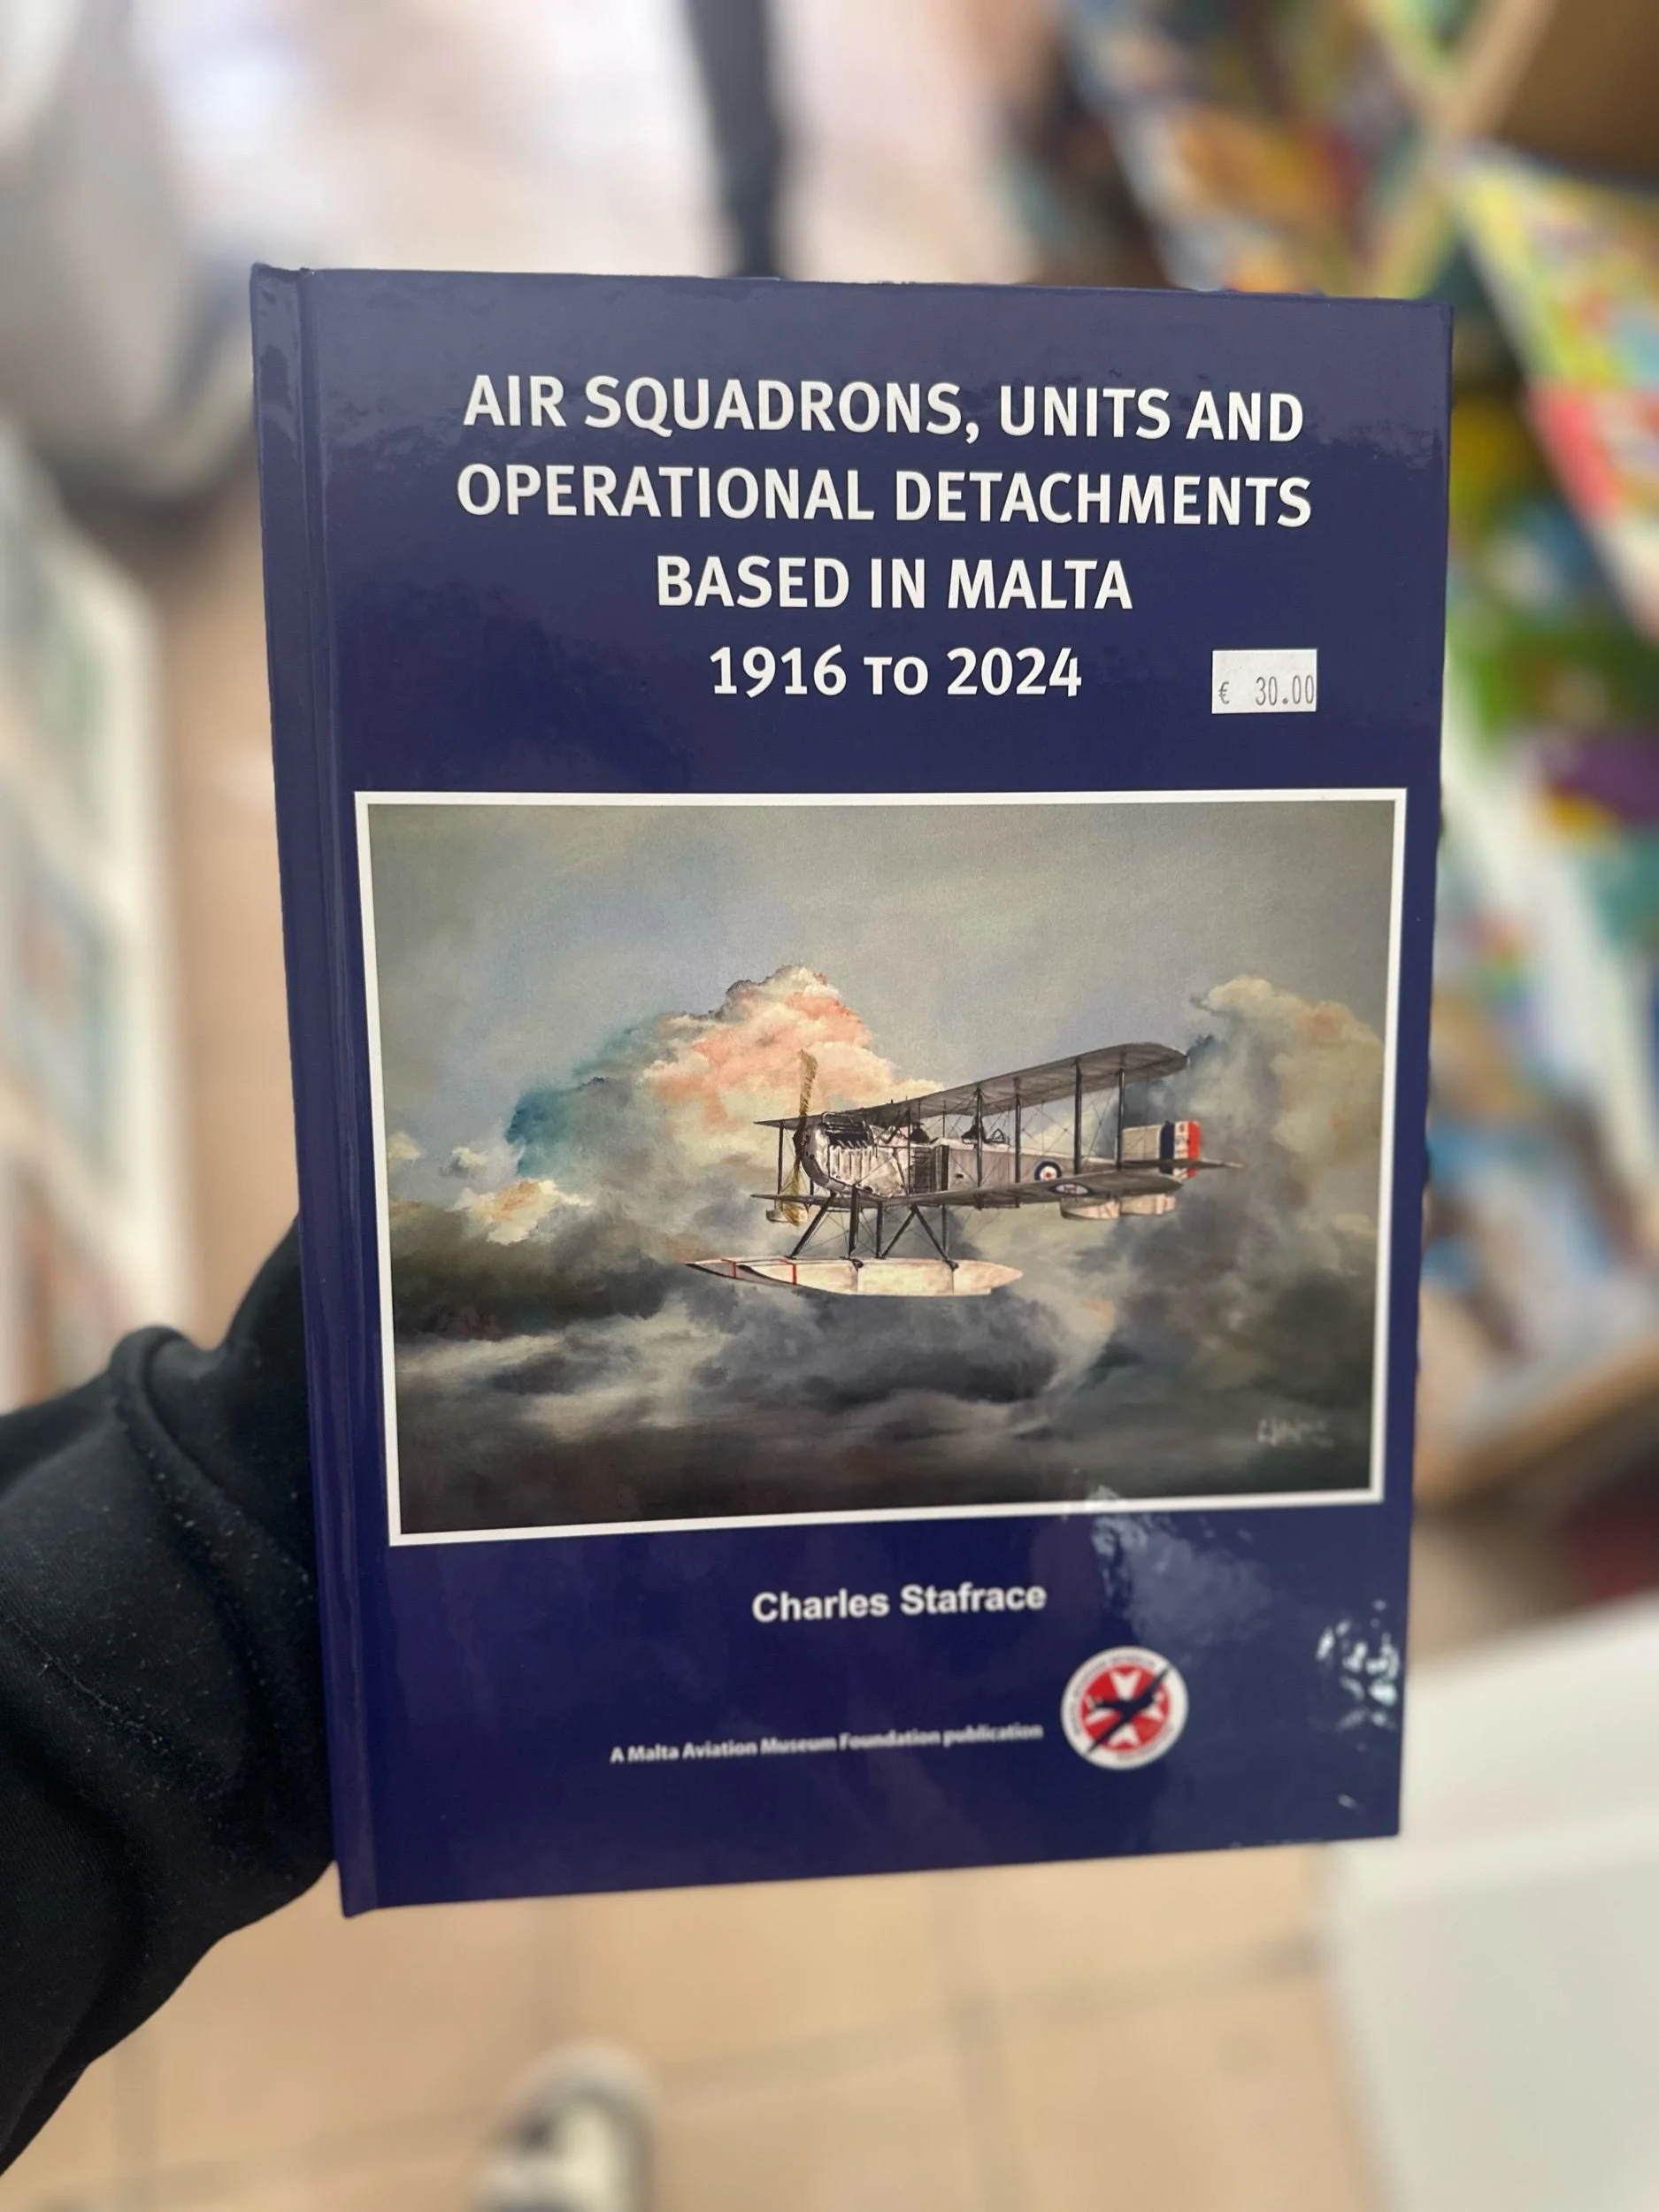 AIR SQUADRONS, UNITS AND
OPERATIONAL DETACHMENTS
BASED IN MALTA
1916 TO 2024
€ 30.00
Charles Stafrace
A Malta Aviation Museum Foundation publication